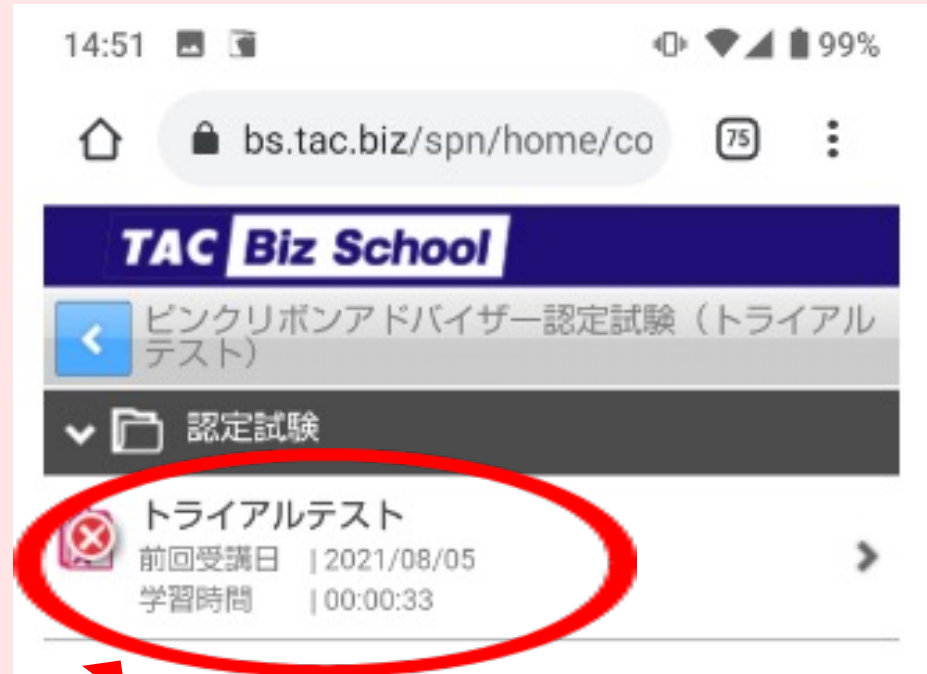 14:51 99%
bs.tac.biz/spn/home/co 75
TAC Biz School
ピンクリボンアドバイザー認定試験（トライアル
テスト）
認定試験
トライアルテスト
前回受講日 | 2021/08/05
学習時間 | 00:00:33